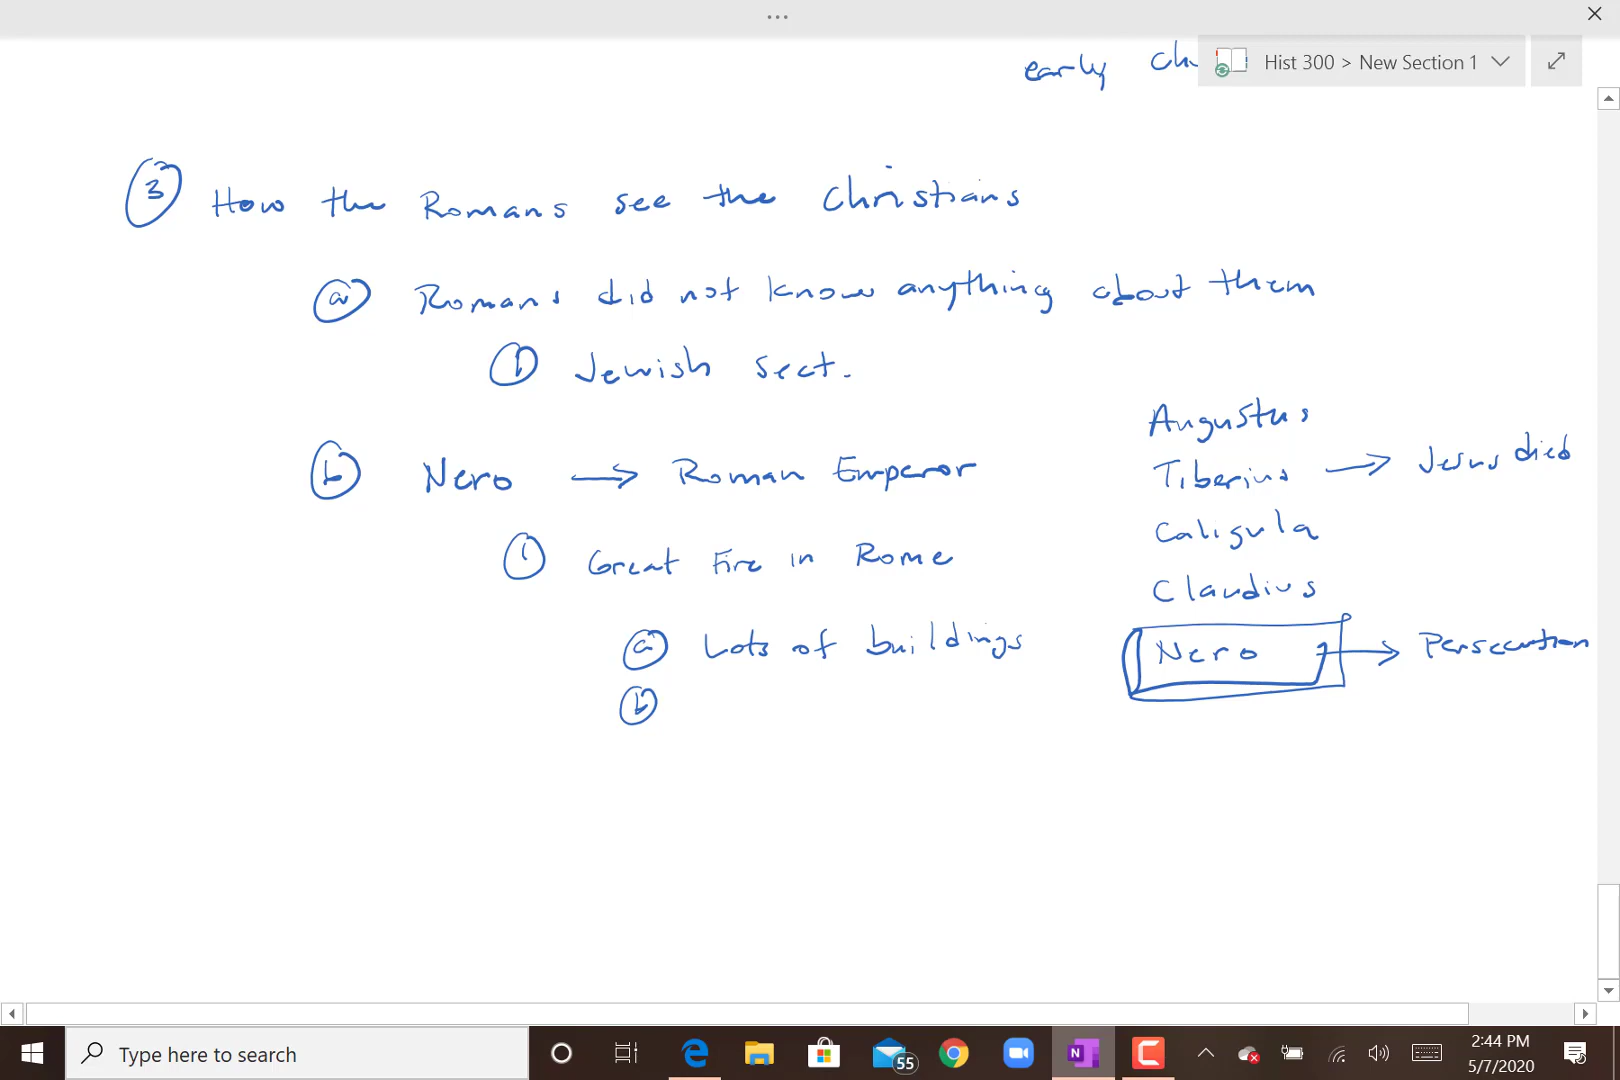 Hist 300 > New Section 1
early
3 How the Romans see the Christians
a Romans did not know anything about them
1 Jewish sect.
Augustus
Tiberius → Jesus died
b Nero → Roman Emperor
Caligula
1 Great Fire in Rome
Claudius
a Lots of buildings
Nero → Persecution
b
Type here to search
55
N
2:44 PM
5/7/2020